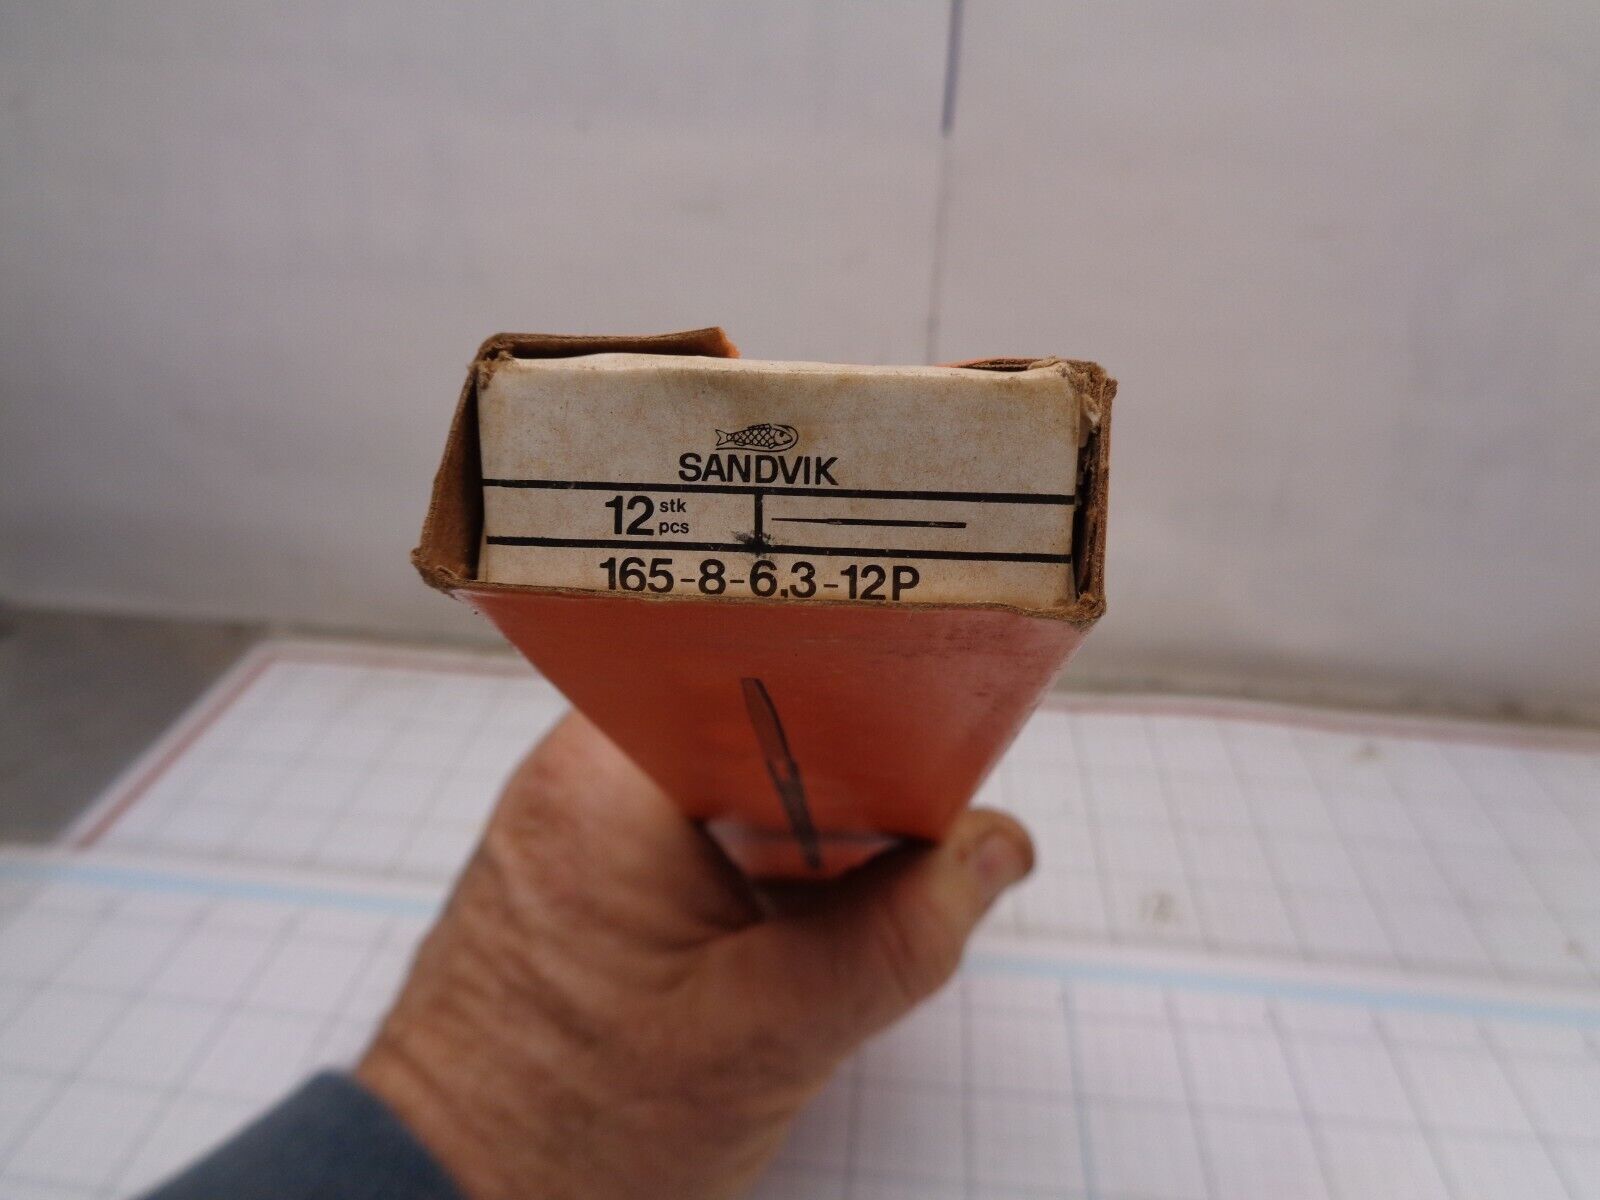 SANDVIK
12 stk
pcs
165-8-6,3-12P